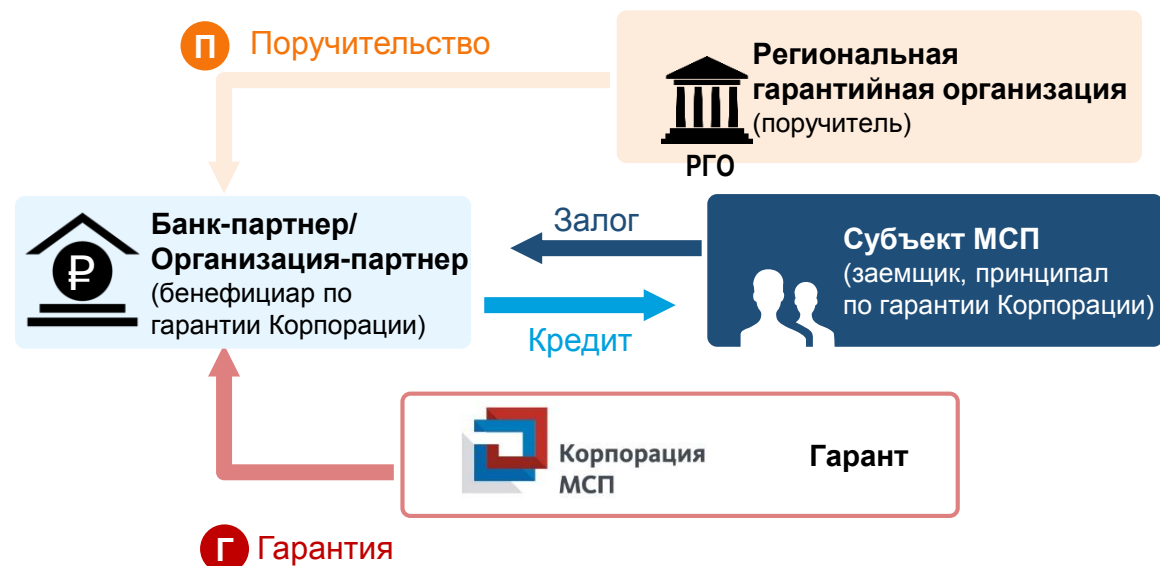 П Поручительство
Региональная
гарантийная организация
(поручитель)
РГО
Банк-партнер/
Организация-партнер
(бенефициар по
гарантии Корпорации)
₽
Залог
Кредит
Субъект МСП
(заемщик, принципал
по гарантии Корпорации)
Корпорация
МСП
Гарант
Г Гарантия